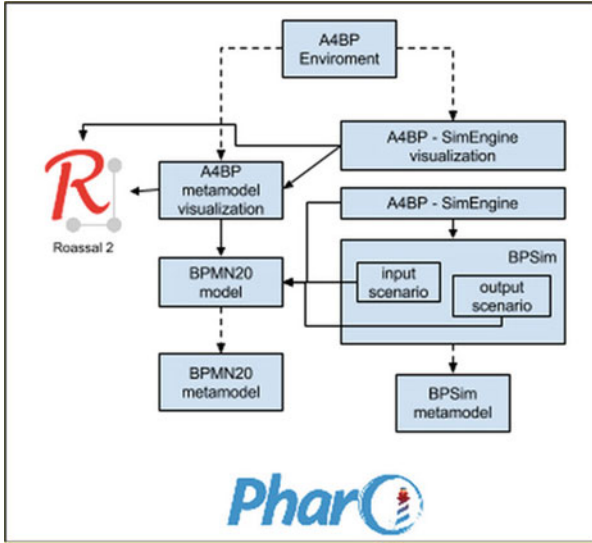 A4BP
Enviroment
A4BP - SimEngine
visualization
A4BP
metamodel
visualization
R
Roassal 2
A4BP - SimEngine
BPSim
BPMN20
model
input
scenario
output
scenario
BPMN20
metamodel
BPSim
metamodel
Pharo